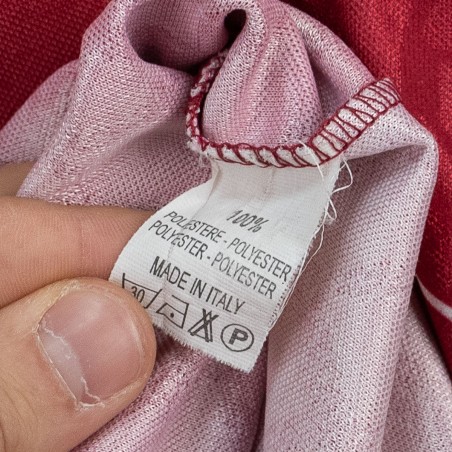 100%
POLIESTERE - POLYESTER
POLYESTER - POLYESTER
MADE IN ITALY
30 P